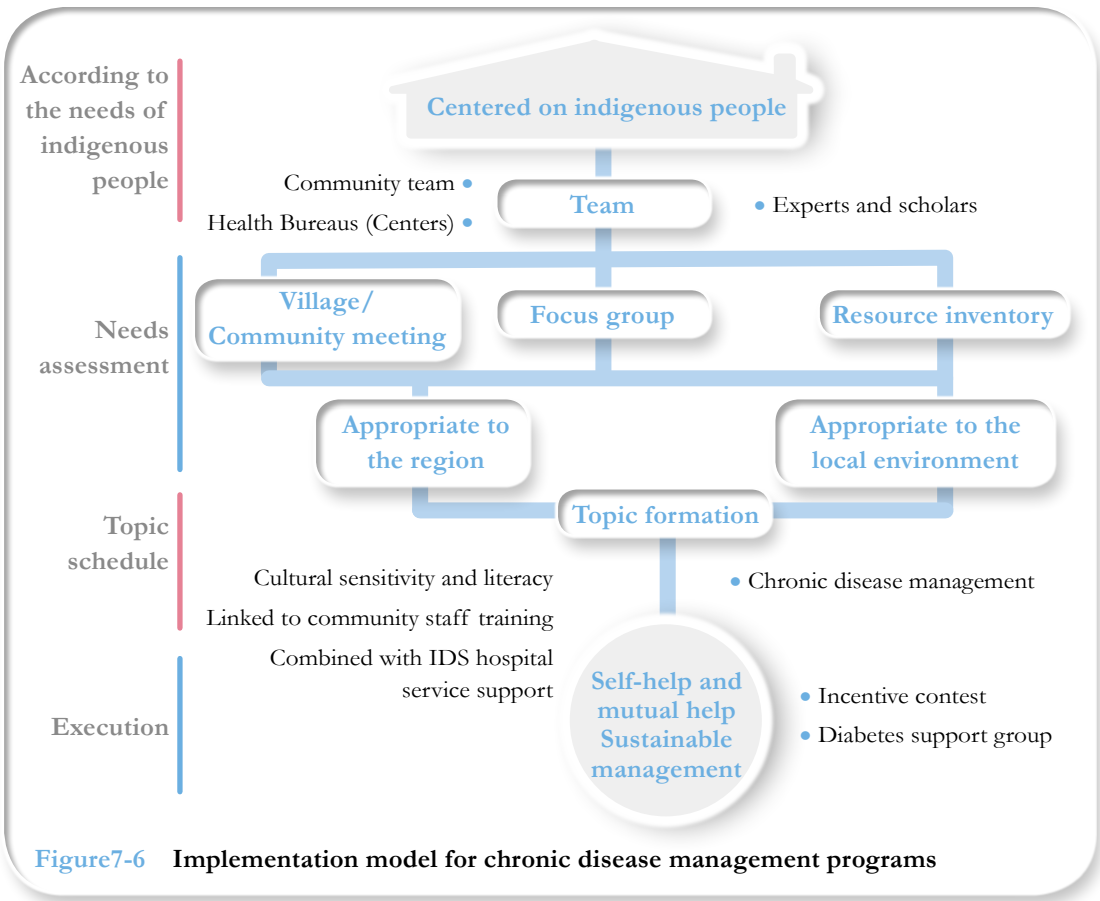 According to
the needs of
indigenous
people
Centered on indigenous people
Community team
Health Bureaus (Centers)
Team
Experts and scholars
Needs
assessment
Village/
Community meeting
Focus group
Resource inventory
Appropriate to
the region
Appropriate to the
local environment
Topic
schedule
Topic formation
Cultural sensitivity and literacy
Linked to community staff training
Combined with IDS hospital
service support
Chronic disease management
Execution
Self-help and
mutual help
Sustainable
management
Incentive contest
Diabetes support group
Figure7-6 Implementation model for chronic disease management programs